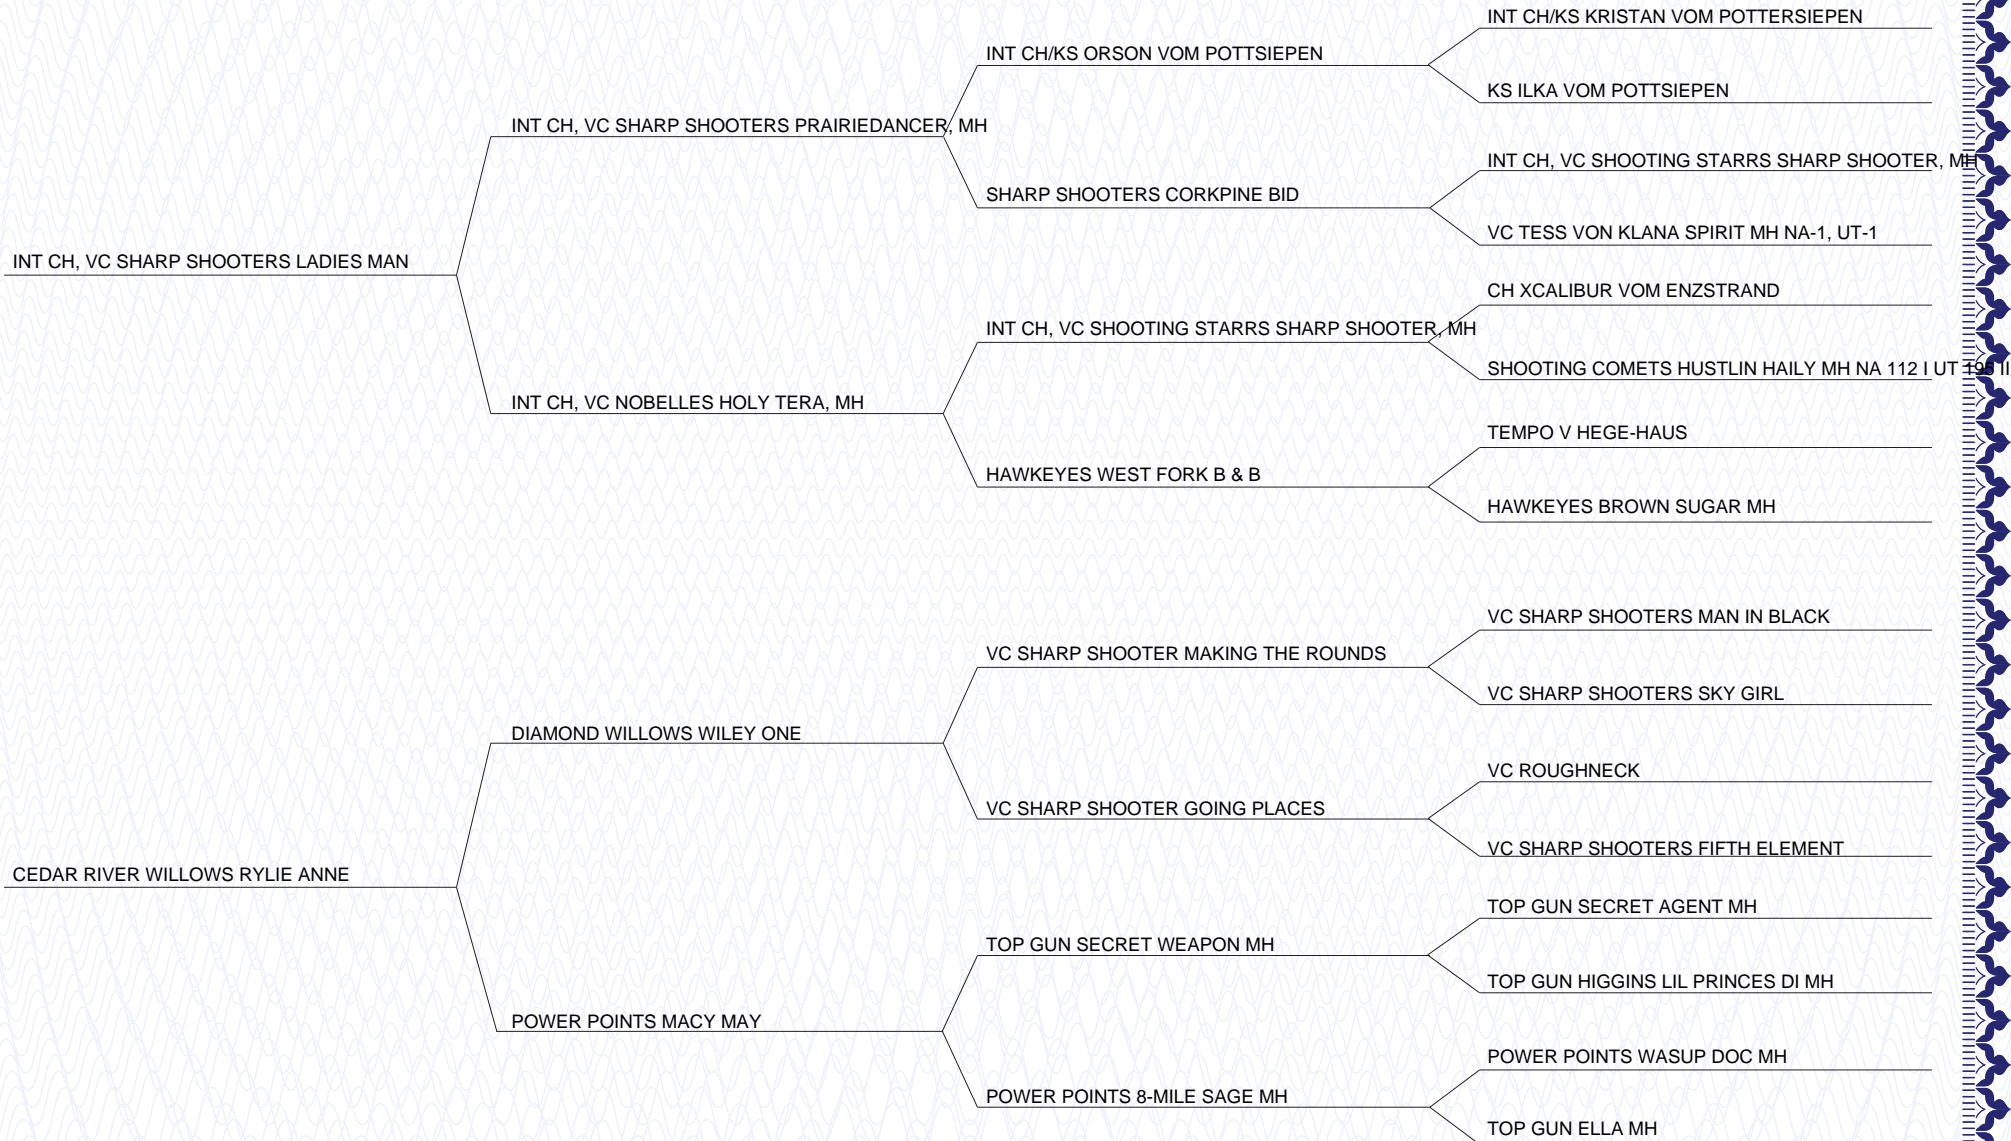 INT CH/KS KRISTAN VOM POTTERSIEPEN
INT CH/KS ORSON VOM POTTSIEPEN
KS ILKA VOM POTTSIEPEN
INT CH, VC SHARP SHOOTERS PRAIRIEDANCER, MH
INT CH, VC SHOOTING STARRS SHARP SHOOTER, MH
SHARP SHOOTERS CORKPINE BID
VC TESS VON KLANA SPIRIT MH NA-1, UT-1
INT CH, VC SHARP SHOOTERS LADIES MAN
CH XCALIBUR VOM ENZSTRAND
INT CH, VC SHOOTING STARRS SHARP SHOOTER, MH
SHOOTING COMETS HUSTLIN HAILY MH NA 112 I UT 195 II
INT CH, VC NOBELLES HOLY TERA, MH
TEMPO V HEGE-HAUS
HAWKEYES WEST FORK B & B
HAWKEYES BROWN SUGAR MH
VC SHARP SHOOTERS MAN IN BLACK
VC SHARP SHOOTER MAKING THE ROUNDS
VC SHARP SHOOTERS SKY GIRL
DIAMOND WILLOWS WILEY ONE
VC ROUGHNECK
VC SHARP SHOOTER GOING PLACES
VC SHARP SHOOTERS FIFTH ELEMENT
CEDAR RIVER WILLOWS RYLIE ANNE
TOP GUN SECRET AGENT MH
TOP GUN SECRET WEAPON MH
TOP GUN HIGGINS LIL PRINCES DI MH
POWER POINTS MACY MAY
POWER POINTS WASUP DOC MH
POWER POINTS 8-MILE SAGE MH
TOP GUN ELLA MH